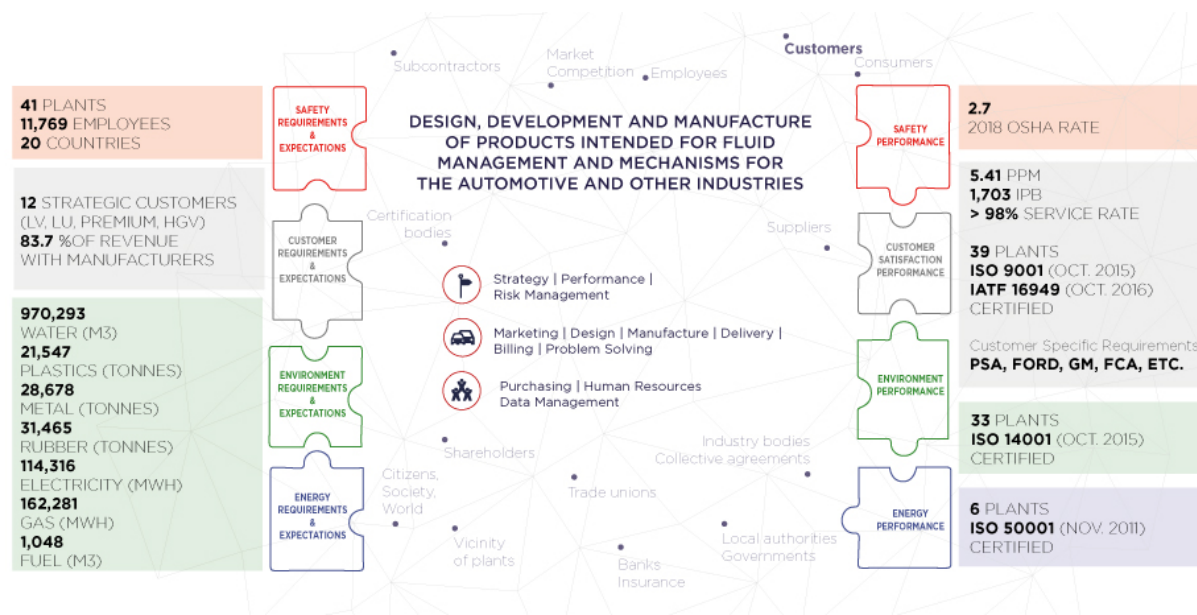 Customers
Subcontractors
Market
Competition
Employees
Consumers
41 PLANTS
11,769 EMPLOYEES
20 COUNTRIES
SAFETY
REQUIREMENTS
&
EXPECTATIONS
DESIGN, DEVELOPMENT AND MANUFACTURE
OF PRODUCTS INTENDED FOR FLUID
MANAGEMENT AND MECHANISMS FOR
THE AUTOMOTIVE AND OTHER INDUSTRIES
SAFETY
PERFORMANCE
2.7
2018 OSHA RATE
12 STRATEGIC CUSTOMERS
(LV, LU, PREMIUM, HGV)
83.7 %OF REVENUE
WITH MANUFACTURERS
CUSTOMER
REQUIREMENTS
&
EXPECTATIONS
Certification
bodies
Suppliers
CUSTOMER
SATISFACTION
PERFORMANCE
5.41 PPM
1,703 IPB
> 98% SERVICE RATE
39 PLANTS
ISO 9001 (OCT. 2015)
IATF 16949 (OCT. 2016)
CERTIFIED
Customer Specific Requirements
PSA, FORD, GM, FCA, ETC.
Strategy | Performance |
Risk Management
Marketing | Design | Manufacture | Delivery |
Billing | Problem Solving
Purchasing | Human Resources
Data Management
970,293
WATER (M3)
21,547
PLASTICS (TONNES)
28,678
METAL (TONNES)
31,465
RUBBER (TONNES)
114,316
ELECTRICITY (MWH)
162,281
GAS (MWH)
1,048
FUEL (M3)
ENVIRONMENT
REQUIREMENTS
&
EXPECTATIONS
ENVIRONMENT
PERFORMANCE
33 PLANTS
ISO 14001 (OCT. 2015)
CERTIFIED
ENERGY
REQUIREMENTS
&
EXPECTATIONS
Shareholders
Citizens,
Society,
World
Trade unions
Industry bodies
Collective agreements
Vicinity
of plants
Banks
Insurance
Local authorities
Governments
ENERGY
PERFORMANCE
6 PLANTS
ISO 50001 (NOV. 2011)
CERTIFIED